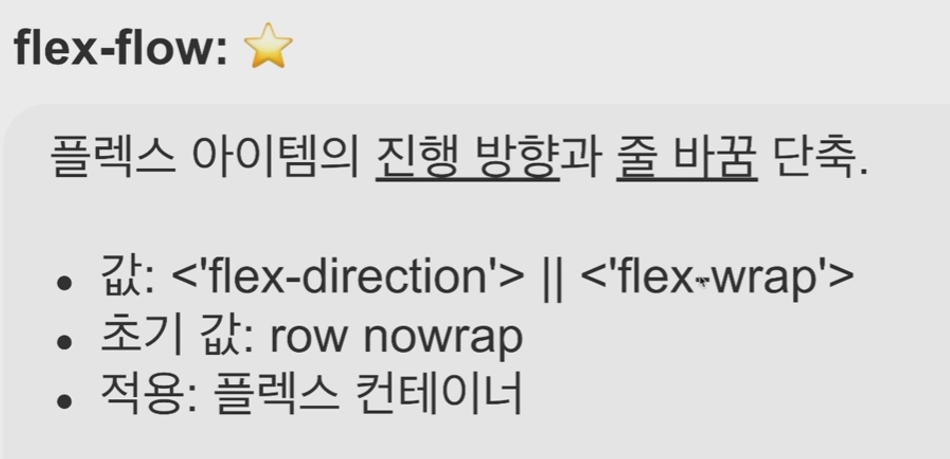 flex-flow: ⭐
플렉스 아이템의 진행 방향과 줄 바꿈 단축.
• 값: <'flex-direction'> || <'flex-wrap'>
• 초기 값: row nowrap
• 적용: 플렉스 컨테이너